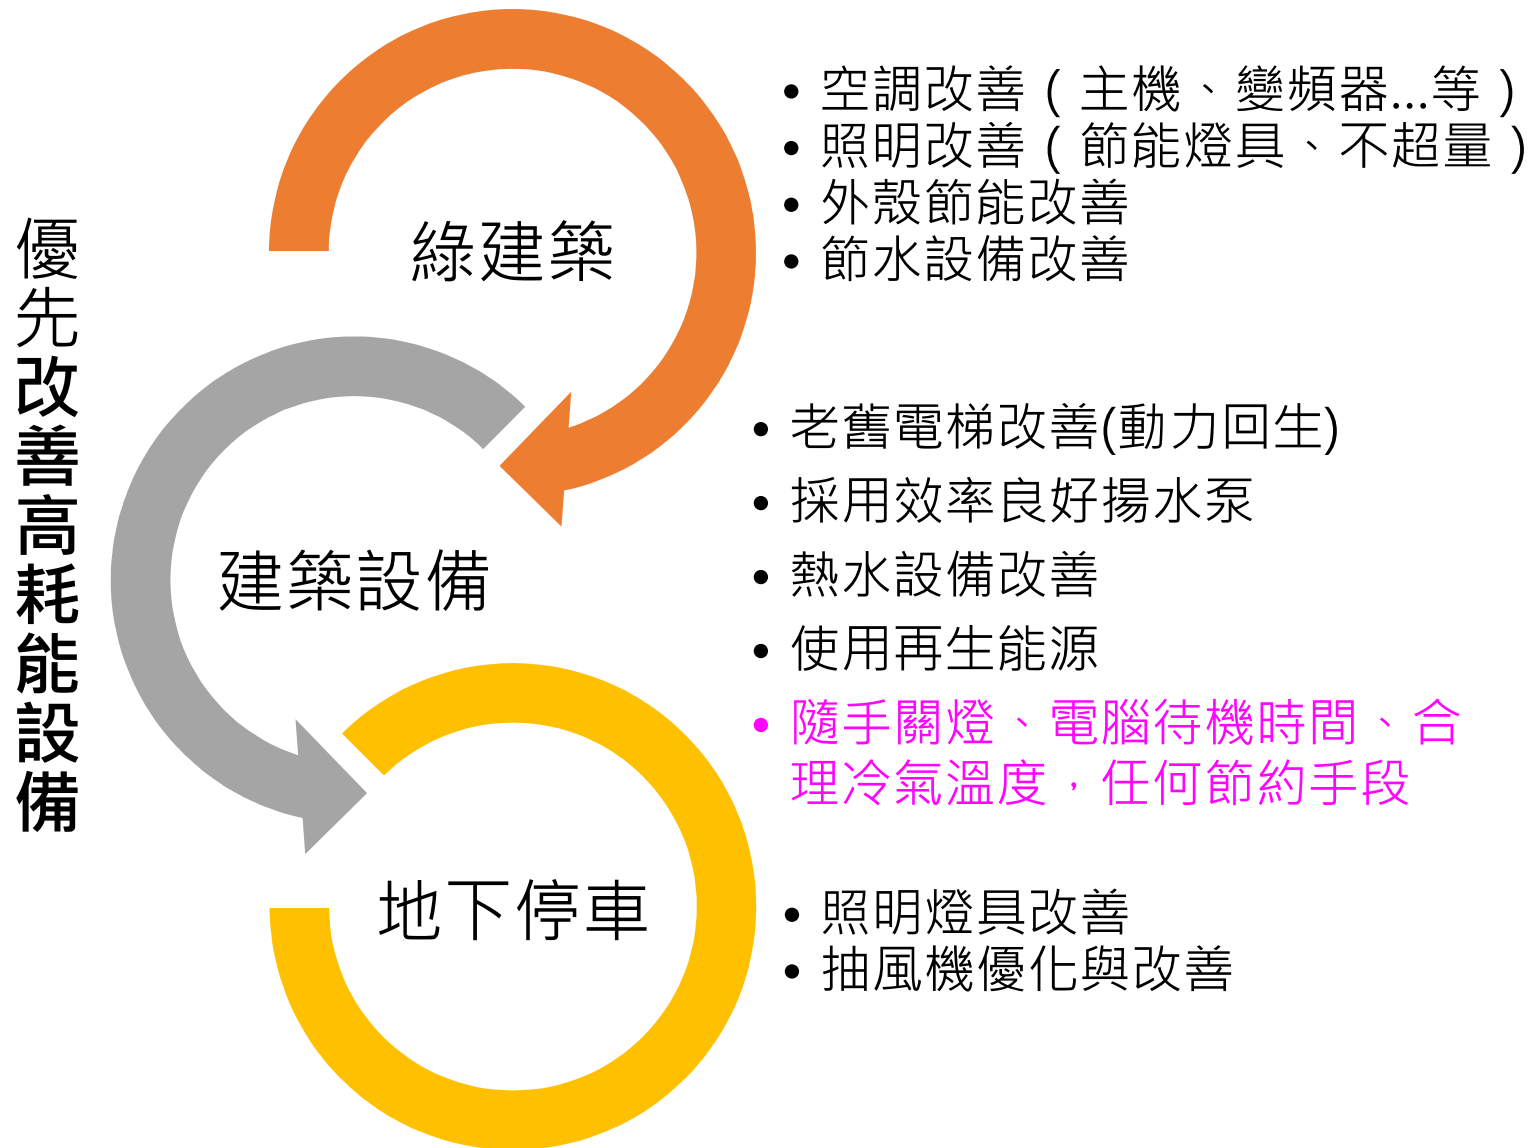 優先改善高耗能設備
綠建築
• 空調改善（主機、變頻器...等）
• 照明改善（節能燈具、不超量）
• 外殼節能改善
• 節水設備改善
建築設備
• 老舊電梯改善(動力回生)
• 採用效率良好揚水泵
• 熱水設備改善
• 使用再生能源
• 隨手關燈、電腦待機時間、合
理冷氣溫度，任何節約手段
地下停車
• 照明燈具改善
• 抽風機優化與改善